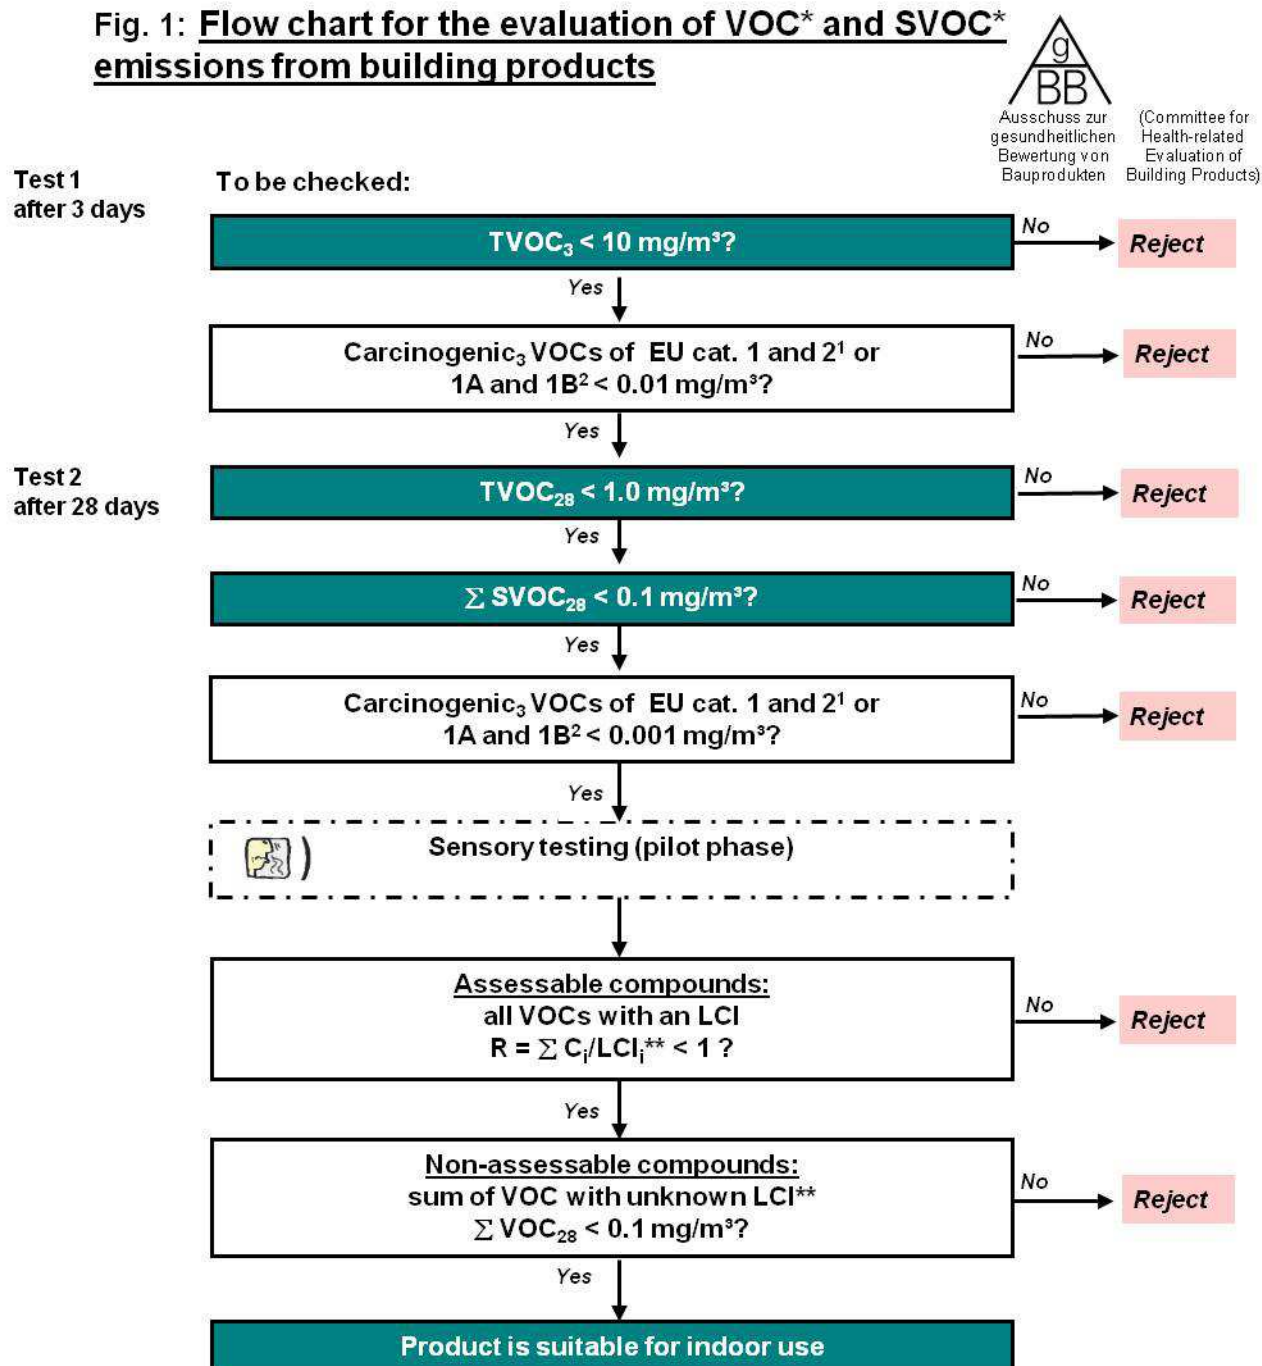 Fig. 1: Flow chart for the evaluation of VOC* and SVOC*
emissions from building products
g
BB
Ausschuss zur
gesundheitlichen
Bewertung von
Bauprodukten
(Committee for
Health-related
Evaluation of
Building Products)
Test 1
after 3 days
To be checked:
TVOC₃ < 10 mg/m³?
No
Reject
Yes
Carcinogenic₃ VOCs of EU cat. 1 and 2¹ or
1A and 1B² < 0.01 mg/m³?
No
Reject
Yes
Test 2
after 28 days
TVOC₂₈ < 1.0 mg/m³?
No
Reject
Yes
Σ SVOC₂₈ < 0.1 mg/m³?
No
Reject
Yes
Carcinogenic₃ VOCs of EU cat. 1 and 2¹ or
1A and 1B² < 0.001 mg/m³?
No
Reject
Yes
) Sensory testing (pilot phase)
Assessable compounds:
all VOCs with an LCI
R = Σ Cᵢ/LCIᵢ** < 1 ?
No
Reject
Yes
Non-assessable compounds:
sum of VOC with unknown LCI**
Σ VOC₂₈ < 0.1 mg/m³?
No
Reject
Yes
Product is suitable for indoor use